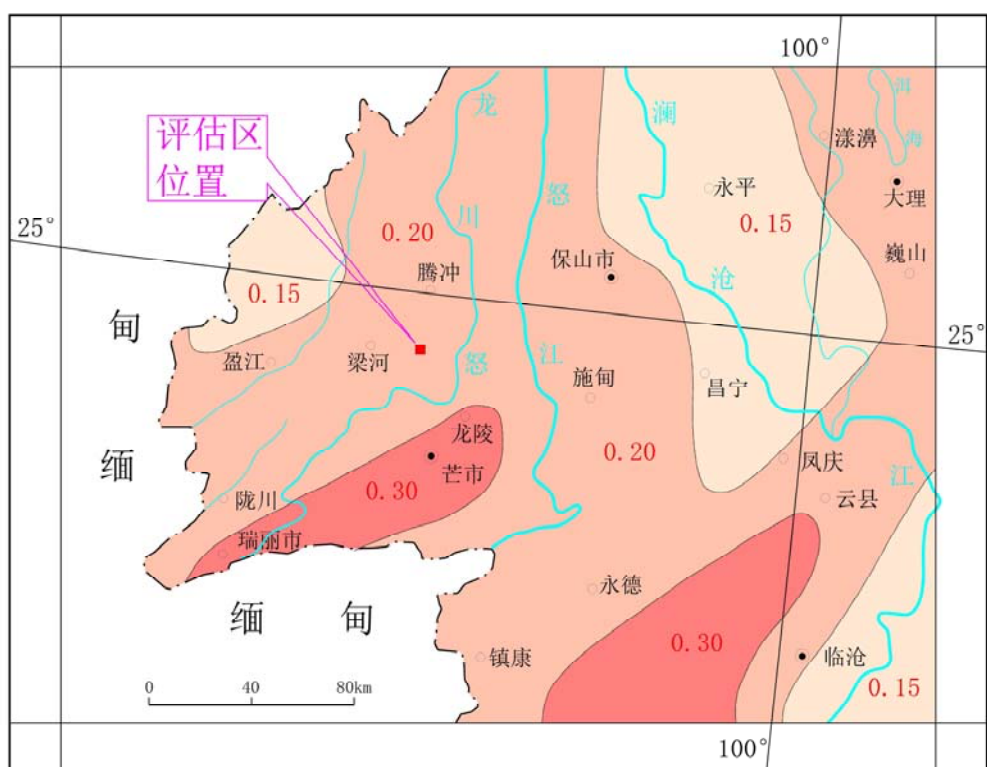 100°
龙
澜
洱
海
漾濞
评估区
位置
怒
永平
大理
25°
川
0.20
0.15
保山市
巍山
腾冲
沧
0.15
甸
25°
江
盈江
梁河
怒
施甸
昌宁
龙陵
0.20
缅
芒市
凤庆
0.30
江
陇川
云县
瑞丽市
永德
缅 甸
0.30
镇康
临沧
0 40 80km
0.15
100°